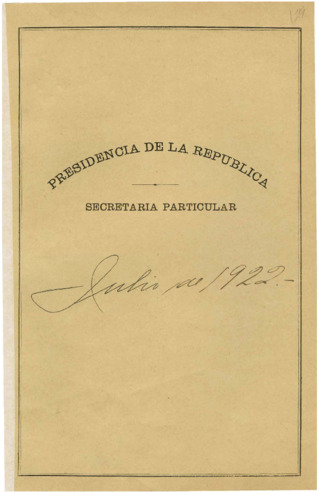 PRESIDENCIA DE LA REPUBLICA
SECRETARIA PARTICULAR
Julio de 1922.-